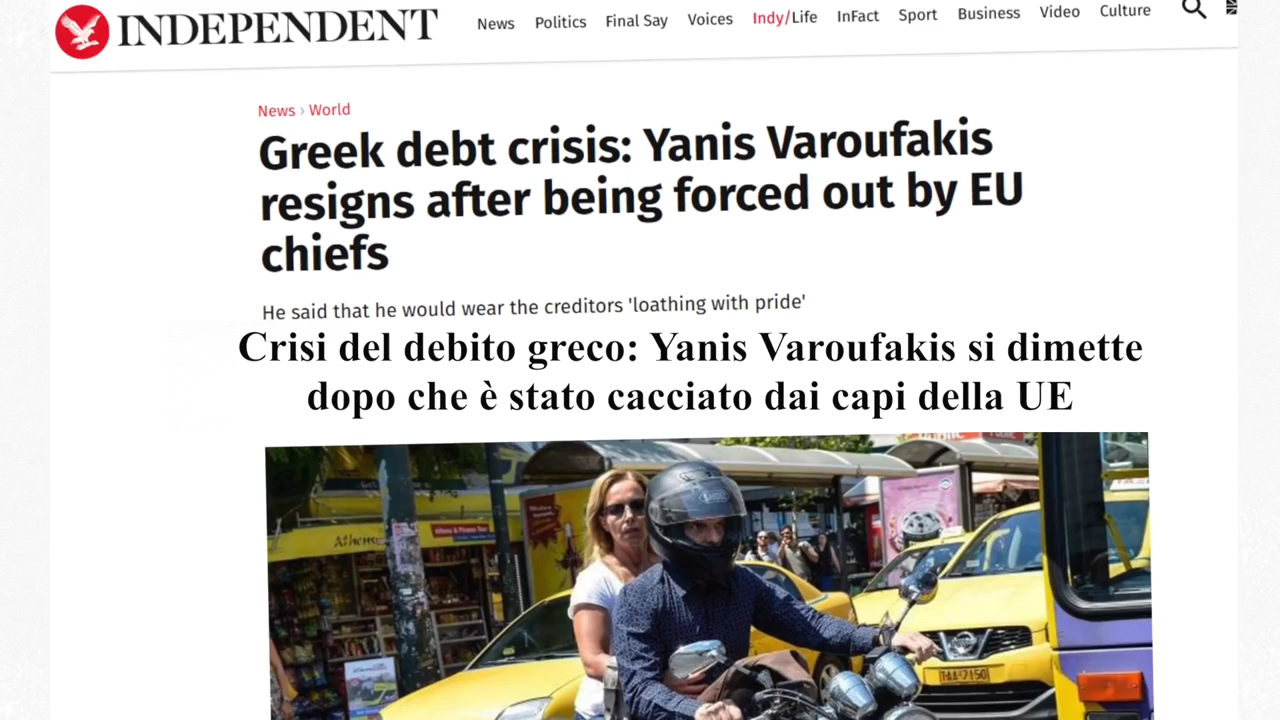 INDEPENDENT
News Politics Final Say Voices Indy/Life InFact Sport Business Video Culture
News › World
Greek debt crisis: Yanis Varoufakis
resigns after being forced out by EU
chiefs
He said that he would wear the creditors 'loathing with pride'
Crisi del debito greco: Yanis Varoufakis si dimette
dopo che è stato cacciato dai capi della UE
Athens
TAA-7150